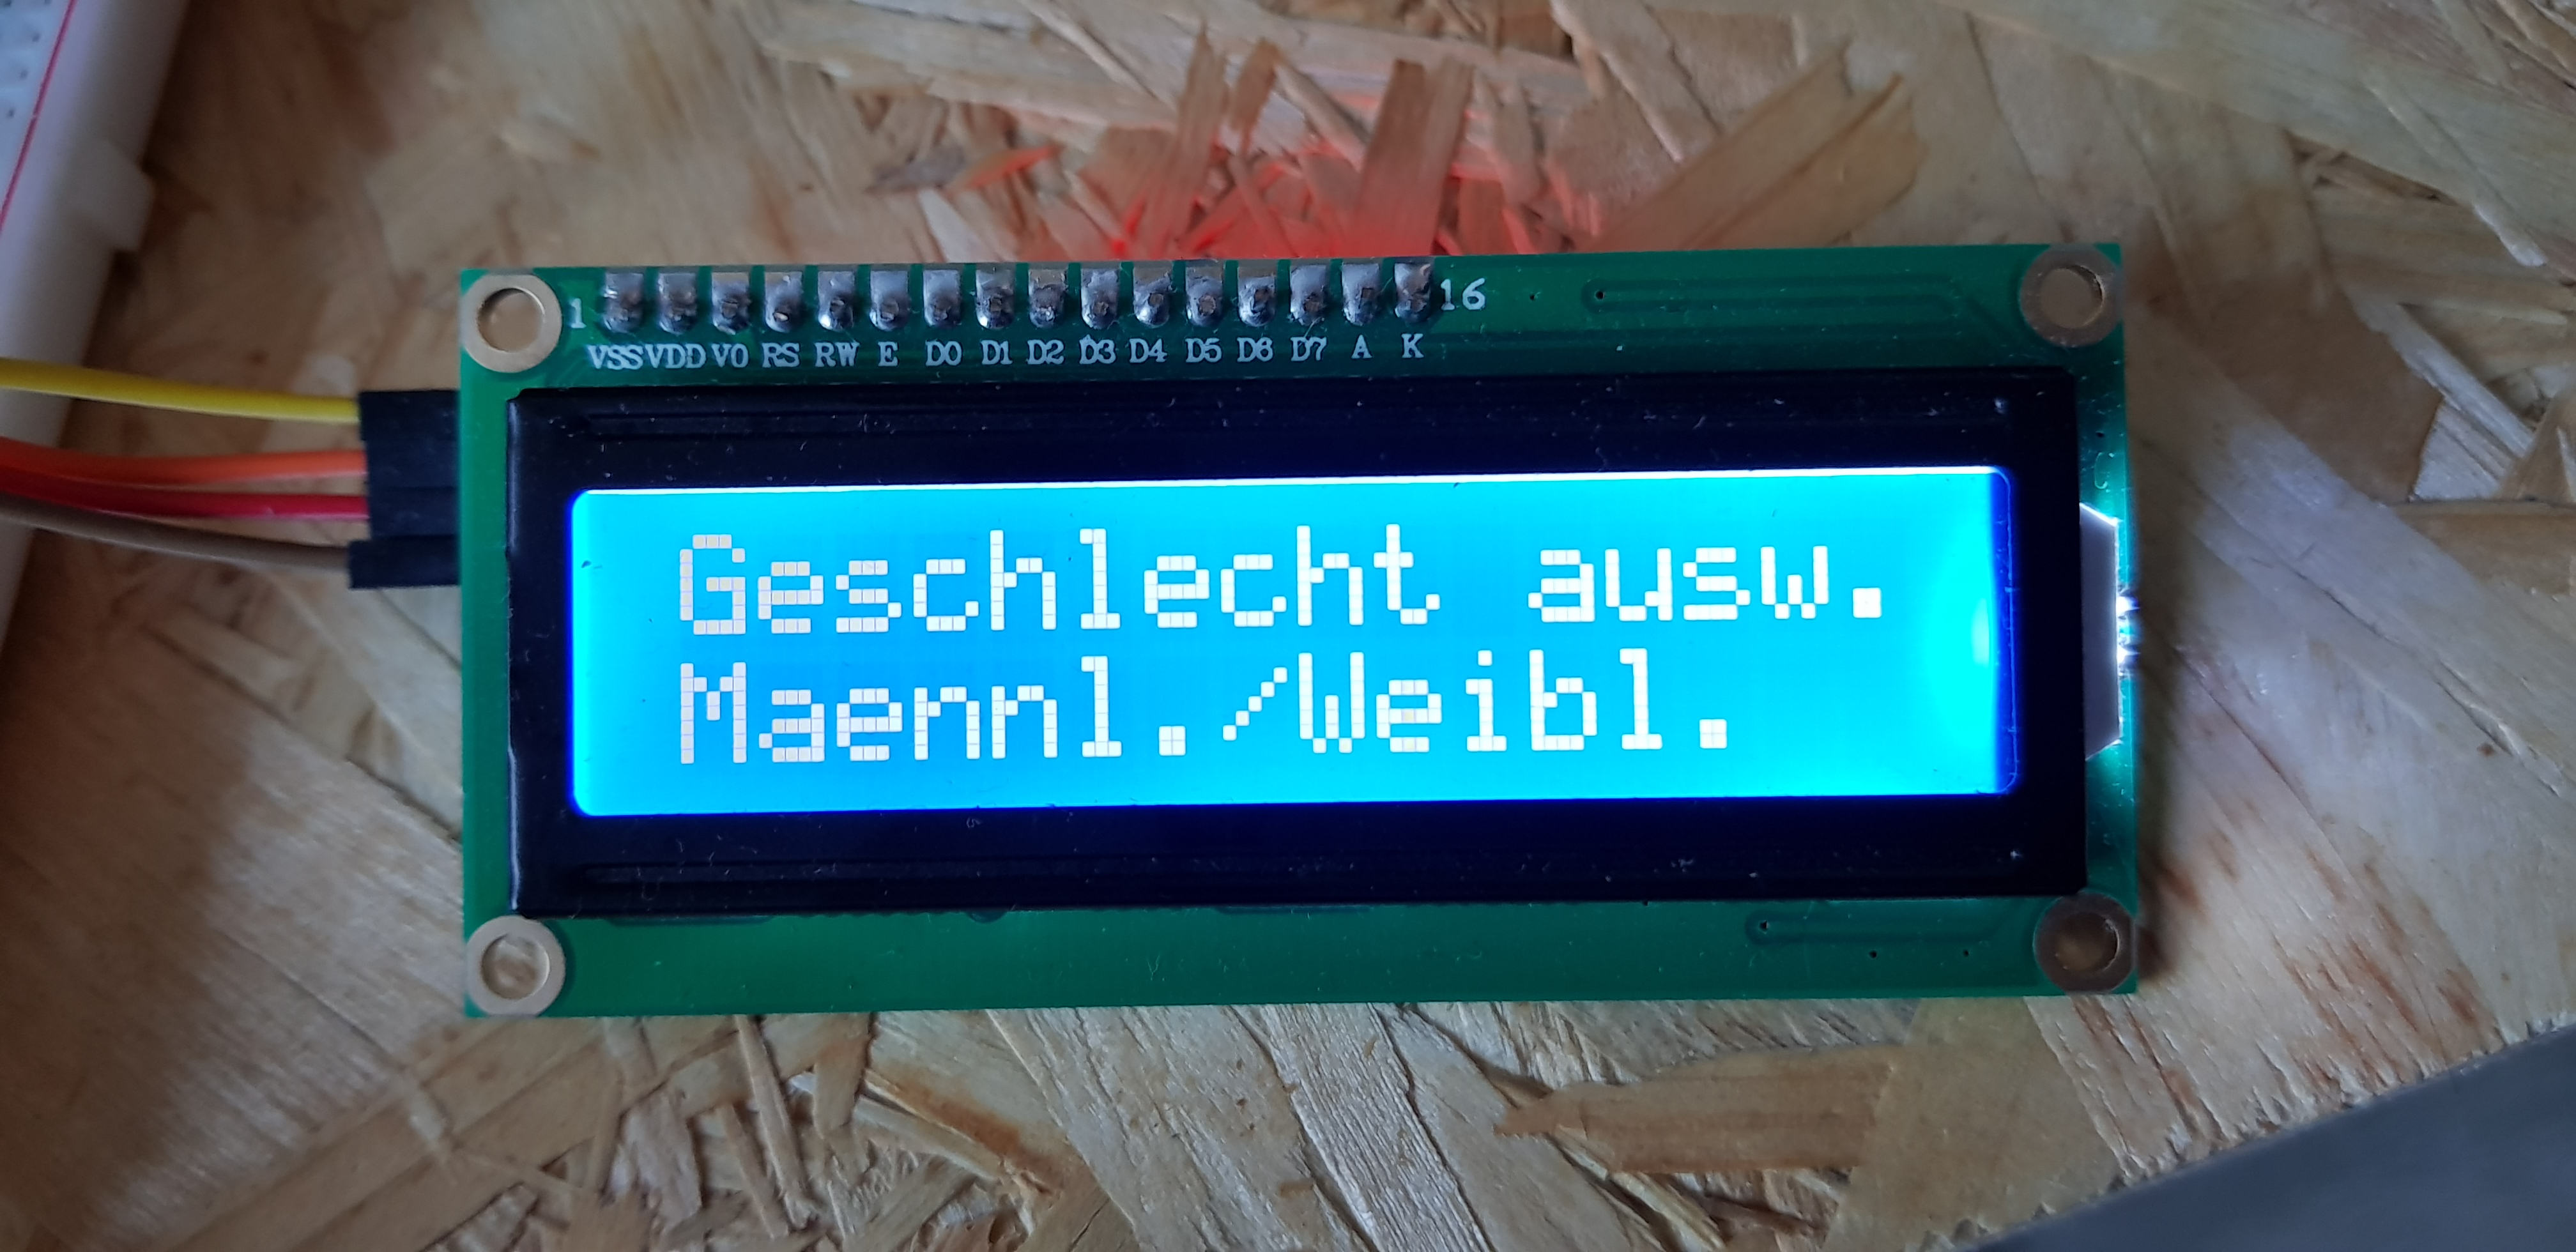 1 16
VSS VDD V0 RS RW E D0 D1 D2 D3 D4 D5 D6 D7 A K
Geschlecht ausw.
Maennl./Weibl.